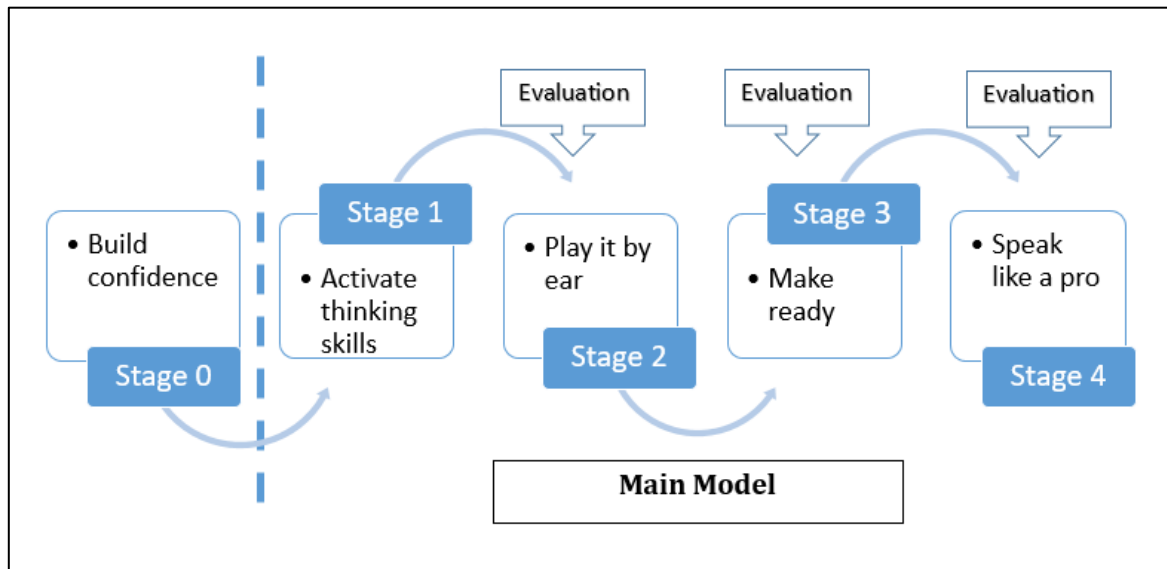 Evaluation
Evaluation
Evaluation
• Build
confidence
Stage 0
Stage 1
• Activate
thinking
skills
• Play it by
ear
Stage 2
Stage 3
• Make
ready
• Speak
like a pro
Stage 4
Main Model